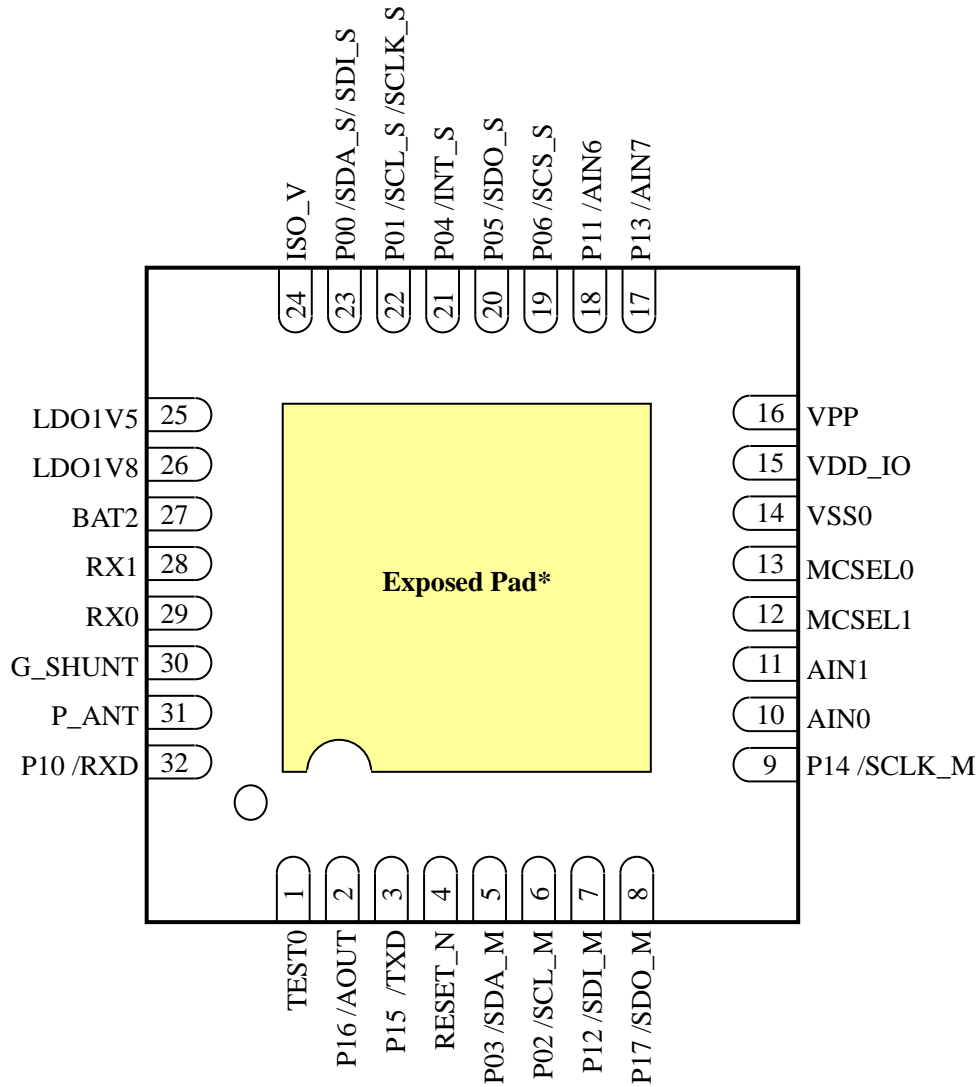 ISO_V
P00 /SDA_S/ SDI_S
P01 /SCL_S /SCLK_S
P04 /INT_S
P05 /SDO_S
P06 /SCS_S
P11 /AIN6
P13 /AIN7
24
23
22
21
20
19
18
17
LDO1V5 25
LDO1V8 26
BAT2 27
RX1 28
RX0 29
G_SHUNT 30
P_ANT 31
P10 /RXD 32
Exposed Pad*
16 VPP
15 VDD_IO
14 VSS0
13 MCSEL0
12 MCSEL1
11 AIN1
10 AIN0
9 P14 /SCLK_M
1
2
3
4
5
6
7
8
TEST0
P16 /AOUT
P15 /TXD
RESET_N
P03 /SDA_M
P02 /SCL_M
P12 /SDI_M
P17 /SDO_M